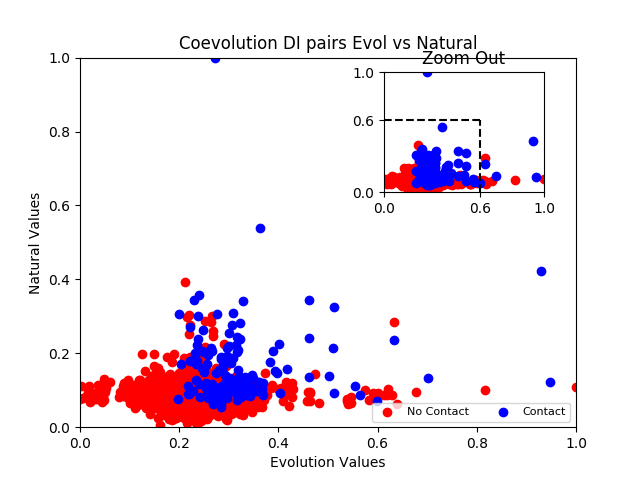 Coevolution DI pairs Evol vs Natural
Zoom Out
1.0
0.6
0.0
0.0 0.6 1.0
1.0
0.8
0.6
0.4
0.2
0.0
Natural Values
No Contact Contact
0.0 0.2 0.4 0.6 0.8 1.0
Evolution Values